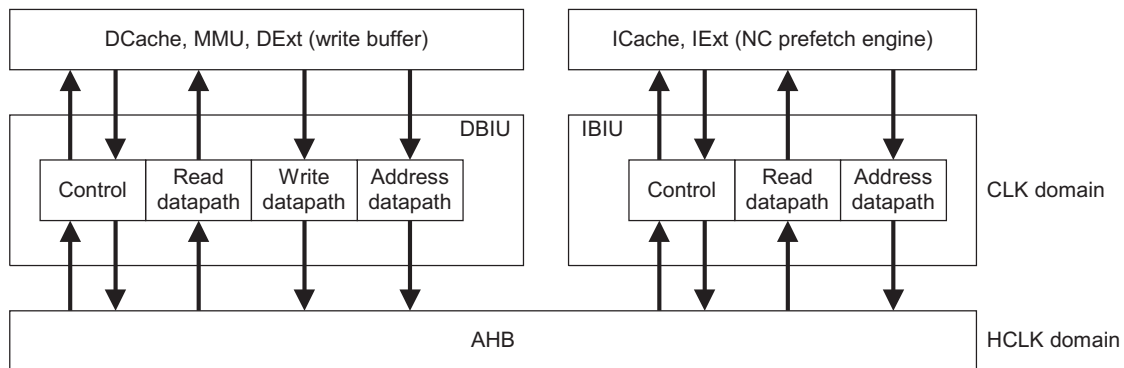 DCache, MMU, DExt (write buffer)
ICache, IExt (NC prefetch engine)
DBIU
IBIU
Control
Read
datapath
Write
datapath
Address
datapath
Control
Read
datapath
Address
datapath
CLK domain
AHB
HCLK domain